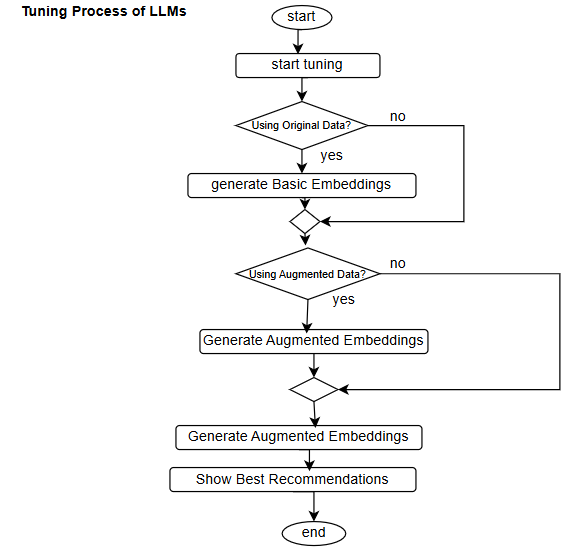 Tuning Process of LLMs
start
start tuning
Using Original Data?
no
yes
generate Basic Embeddings
Using Augmented Data?
no
yes
Generate Augmented Embeddings
Generate Augmented Embeddings
Show Best Recommendations
end